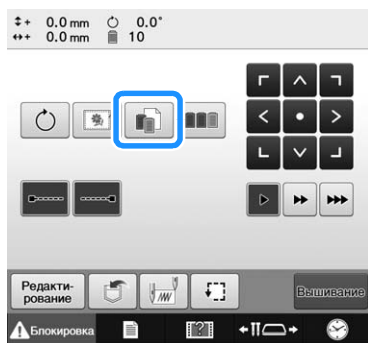 + 0.0 mm 0.0°
+ 0.0 mm 10
Редакти-
рование
Вышивание
Блокировка